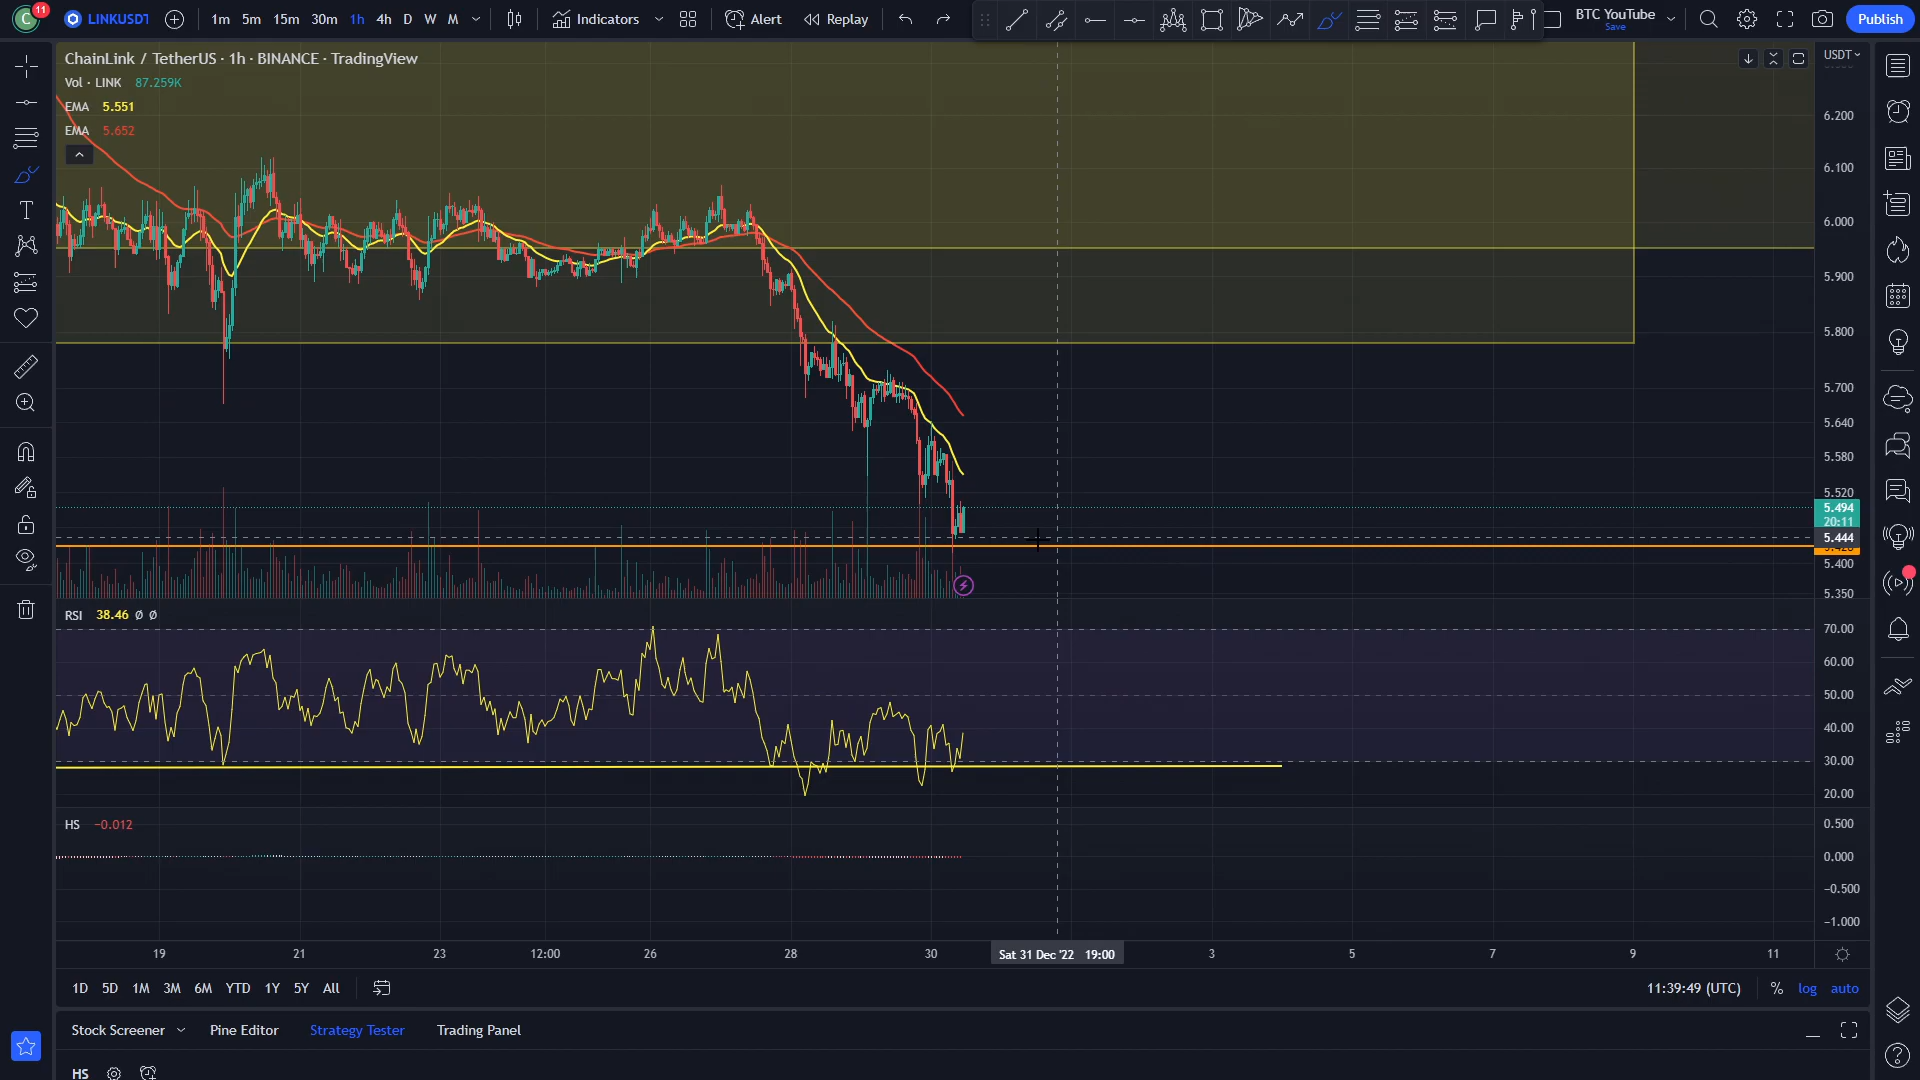 C 11 LINKUSDT 1m 5m 15m 30m 1h 4h D W M Indicators Alert Replay BTC YouTube Save Publish
ChainLink / TetherUS · 1h · BINANCE · TradingView
USDT
Vol · LINK 87.259K
EMA 5.551
EMA 5.652
6.200
6.100
6.000
5.900
5.800
5.700
5.640
5.580
5.520
5.494
20:11
5.444
5.400
5.350
RSI 38.46 Ø Ø
70.00
60.00
50.00
40.00
30.00
20.00
HS −0.012
0.500
0.000
−0.500
−1.000
19 21 23 12:00 26 28 30 Sat 31 Dec '22 19:00 3 5 7 9 11
1D 5D 1M 3M 6M YTD 1Y 5Y All 11:39:49 (UTC) % log auto
Stock Screener Pine Editor Strategy Tester Trading Panel
HS